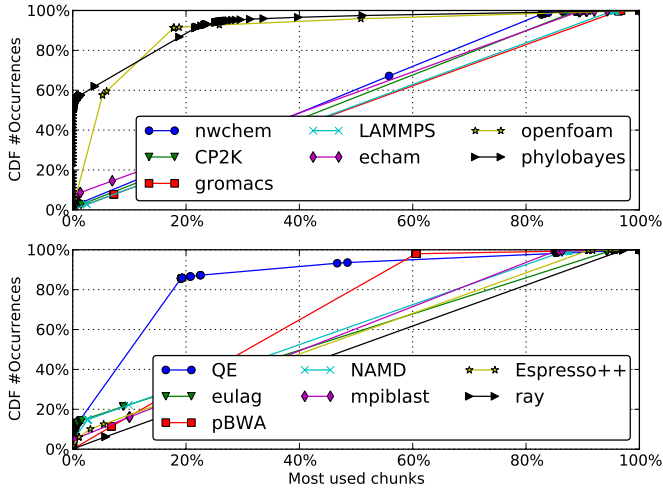 100%
80%
60%
40%
20%
0%
CDF #Occurrences
nwchem LAMMPS openfoam
CP2K echam phylobayes
gromacs
0% 20% 40% 60% 80% 100%
100%
80%
60%
40%
20%
0%
CDF #Occurrences
QE NAMD Espresso++
eulag mpiblast ray
pBWA
0% 20% 40% 60% 80% 100%
Most used chunks